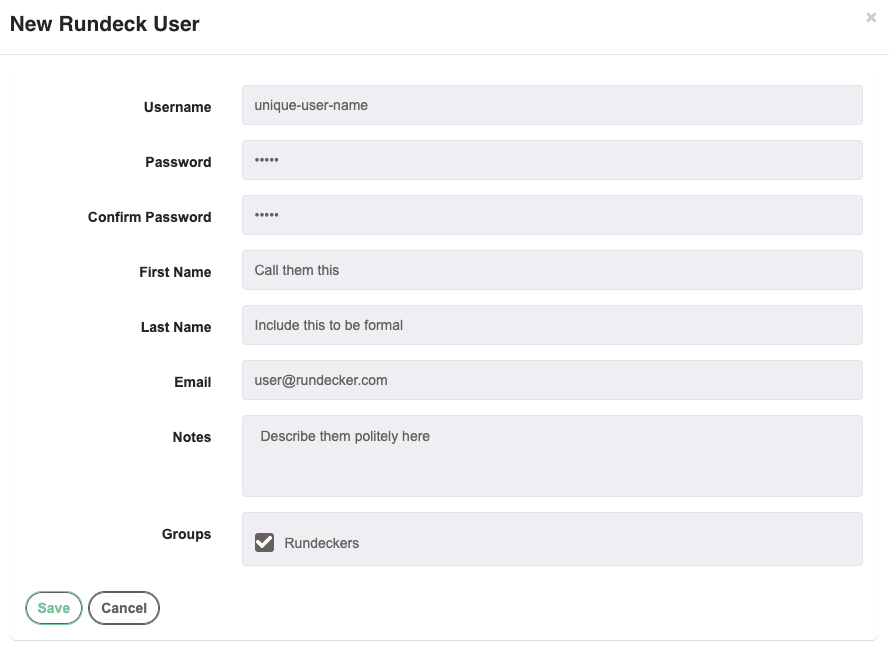 New Rundeck User
×
Username unique-user-name
Password •••••
Confirm Password •••••
First Name Call them this
Last Name Include this to be formal
Email user@rundecker.com
Notes Describe them politely here
Groups Rundeckers
Save Cancel